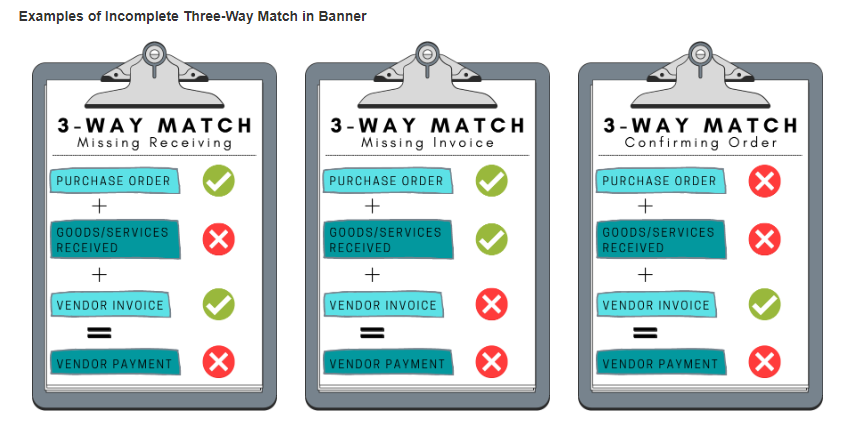 Examples of Incomplete Three-Way Match in Banner
3-WAY MATCH
Missing Receiving
PURCHASE ORDER
+
GOODS/SERVICES
RECEIVED
+
VENDOR INVOICE
=
VENDOR PAYMENT
3-WAY MATCH
Missing Invoice
PURCHASE ORDER
+
GOODS/SERVICES
RECEIVED
+
VENDOR INVOICE
=
VENDOR PAYMENT
3-WAY MATCH
Confirming Order
PURCHASE ORDER
+
GOODS/SERVICES
RECEIVED
+
VENDOR INVOICE
=
VENDOR PAYMENT